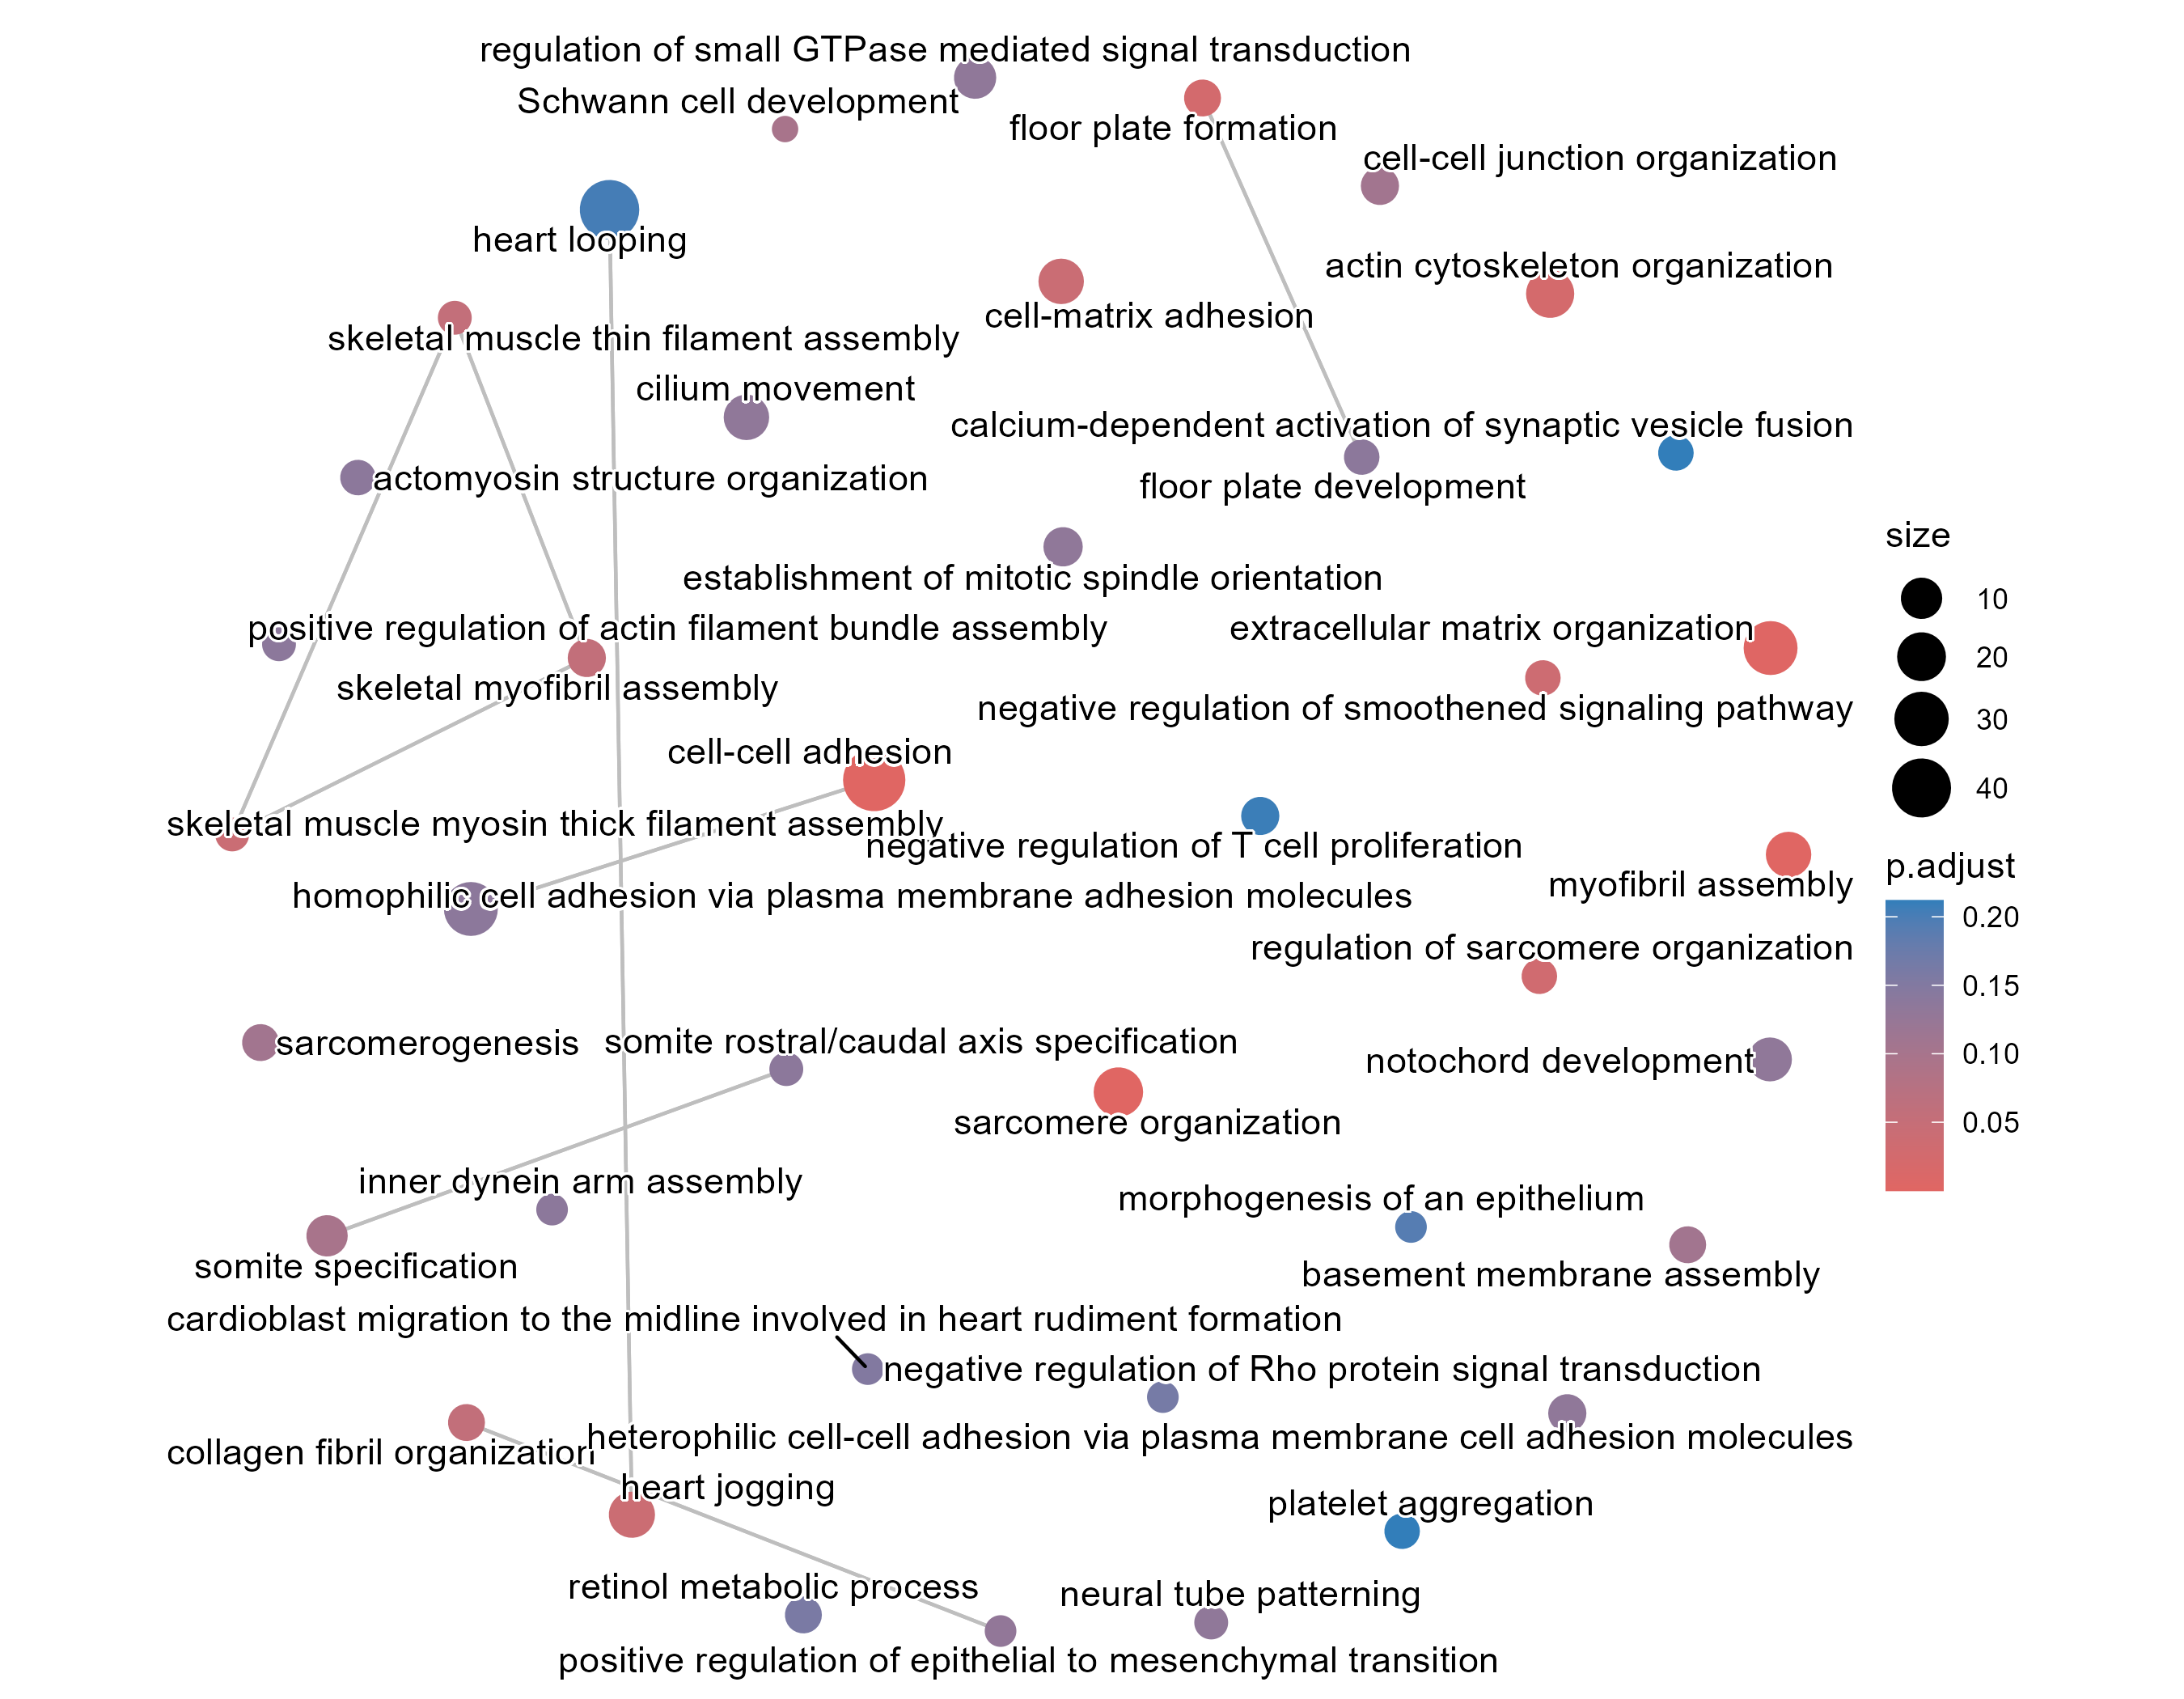 regulation of small GTPase mediated signal transduction
Schwann cell development
floor plate formation
cell-cell junction organization
heart looping
actin cytoskeleton organization
cell-matrix adhesion
skeletal muscle thin filament assembly
cilium movement
calcium-dependent activation of synaptic vesicle fusion
actomyosin structure organization
floor plate development
size
establishment of mitotic spindle orientation
10
positive regulation of actin filament bundle assembly
extracellular matrix organization
20
skeletal myofibril assembly
negative regulation of smoothened signaling pathway
30
cell-cell adhesion
40
skeletal muscle myosin thick filament assembly
negative regulation of T cell proliferation
p.adjust
myofibril assembly
homophilic cell adhesion via plasma membrane adhesion molecules
0.20
regulation of sarcomere organization
0.15
sarcomerogenesis
somite rostral/caudal axis specification
notochord development
0.10
sarcomere organization
0.05
inner dynein arm assembly
morphogenesis of an epithelium
somite specification
basement membrane assembly
cardioblast migration to the midline involved in heart rudiment formation
negative regulation of Rho protein signal transduction
heterophilic cell-cell adhesion via plasma membrane cell adhesion molecules
collagen fibril organization
heart jogging
platelet aggregation
retinol metabolic process
neural tube patterning
positive regulation of epithelial to mesenchymal transition